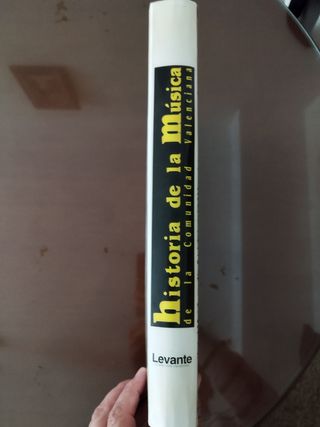 historia de la música
de la Comunidad Valenciana
Levante